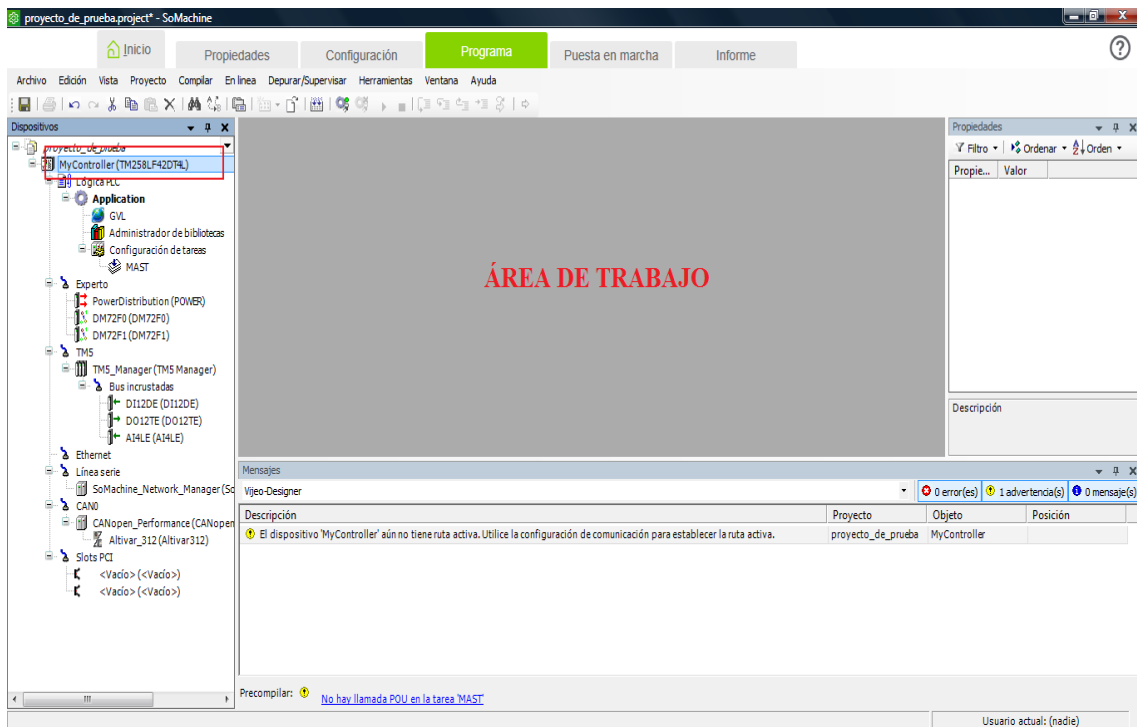 proyecto_de_prueba.project* - SoMachine
Inicio
Propiedades
Configuración
Programa
Puesta en marcha
Informe
Archivo Edición Vista Proyecto Compilar En línea Depurar/Supervisar Herramientas Ventana Ayuda
Dispositivos
proyecto_de_prueba
MyController (TM258LF42DT4L)
Lógica PLC
Application
GVL
Administrador de bibliotecas
Configuración de tareas
MAST
Experto
PowerDistribution (POWER)
DM72F0 (DM72F0)
DM72F1 (DM72F1)
TM5
TM5_Manager (TM5 Manager)
Bus incrustadas
DI12DE (DI12DE)
DO12TE (DO12TE)
AI4LE (AI4LE)
Ethernet
Línea serie
SoMachine_Network_Manager (So
CAN0
CANopen_Performance (CANopen
Altivar_312 (Altivar 312)
Slots PCI
<Vacío> (<Vacío>)
<Vacío> (<Vacío>)
ÁREA DE TRABAJO
Propiedades
Filtro Ordenar Orden
Propie... Valor
Descripción
Mensajes
Vijeo-Designer
0 error(es) 1 advertencia(s) 0 mensaje(s)
Descripción Proyecto Objeto Posición
El dispositivo 'MyController' aún no tiene ruta activa. Utilice la configuración de comunicación para establecer la ruta activa. proyecto_de_prueba MyController
Precompilar: No hay llamada POU en la tarea 'MAST'
Usuario actual: (nadie)